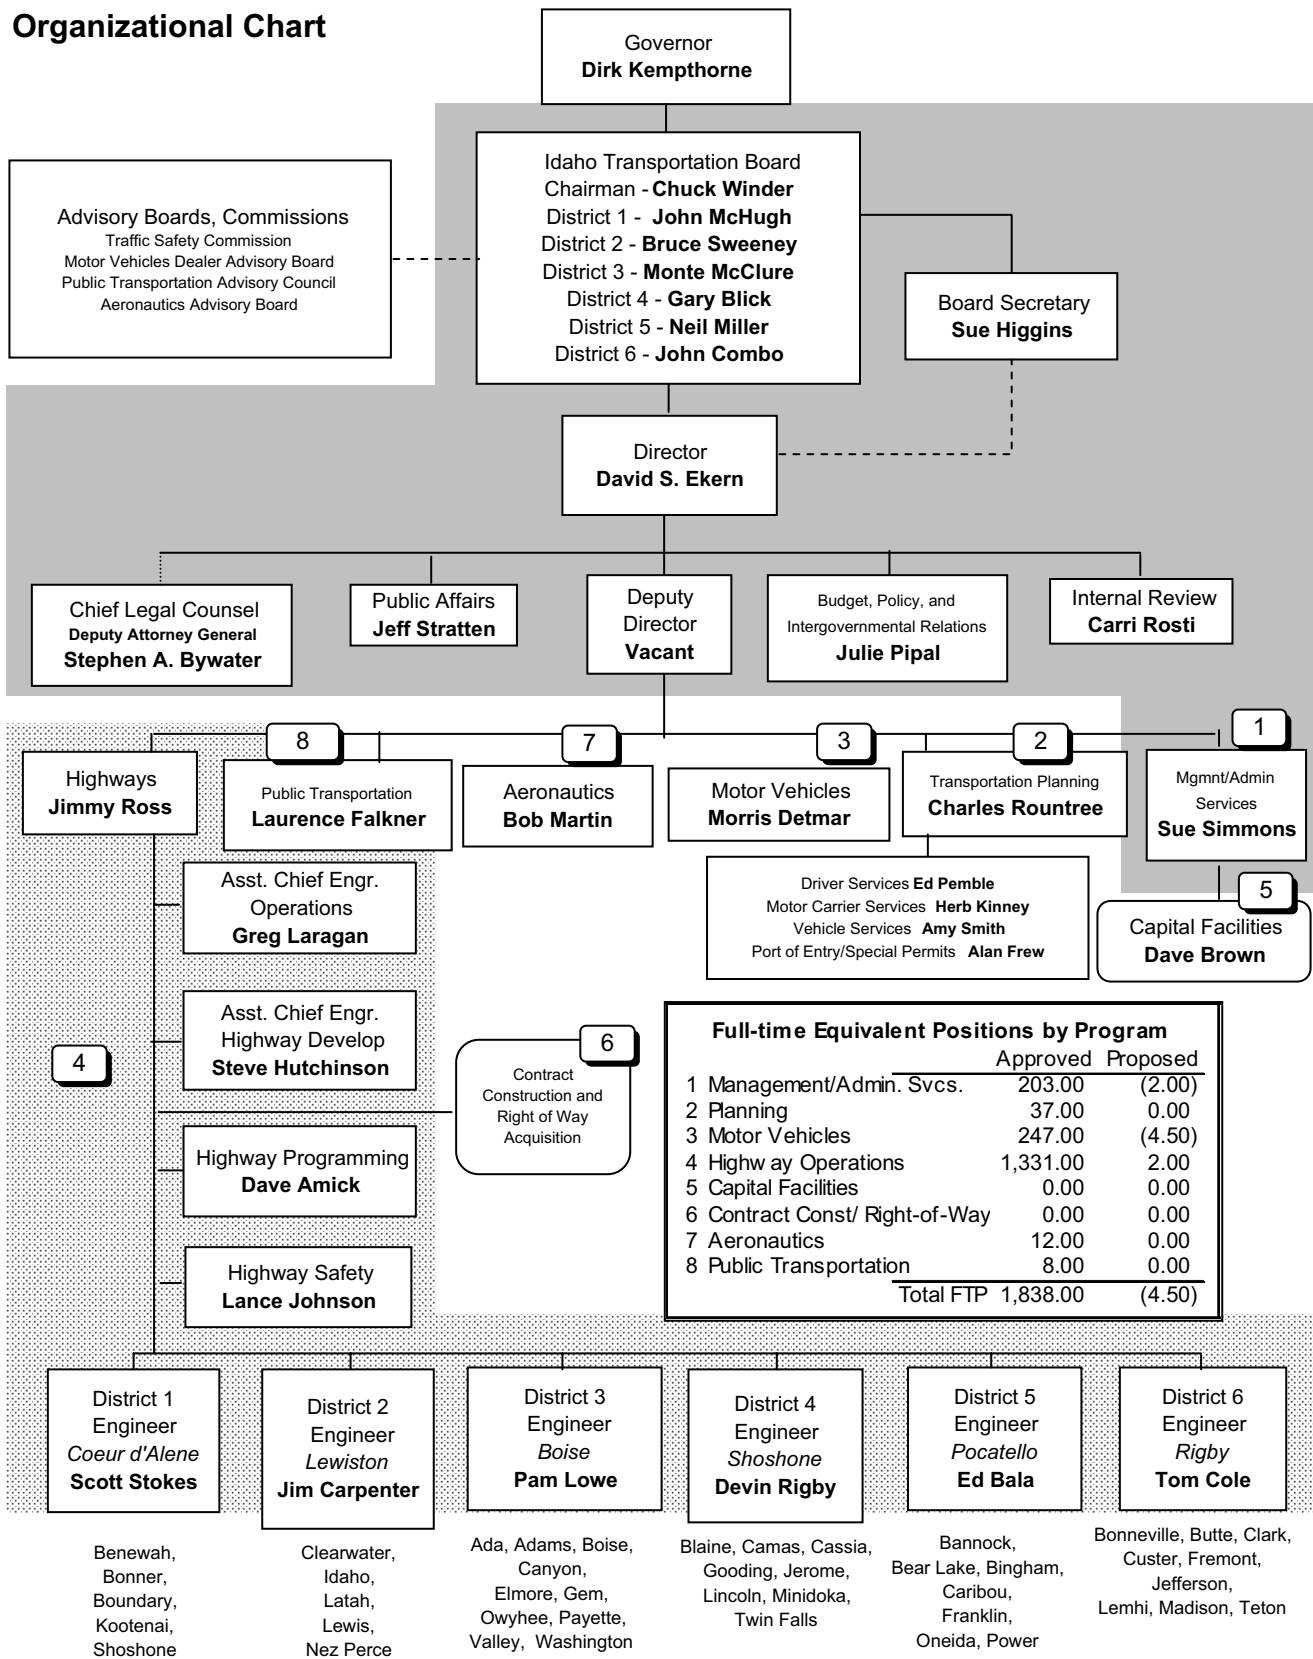 Organizational Chart
Governor
Dirk Kempthorne
Idaho Transportation Board
Chairman - Chuck Winder
District 1 - John McHugh
District 2 - Bruce Sweeney
District 3 - Monte McClure
District 4 - Gary Blick
District 5 - Neil Miller
District 6 - John Combo
Advisory Boards, Commissions
Traffic Safety Commission
Motor Vehicles Dealer Advisory Board
Public Transportation Advisory Council
Aeronautics Advisory Board
Board Secretary
Sue Higgins
Director
David S. Ekern
Chief Legal Counsel
Deputy Attorney General
Stephen A. Bywater
Public Affairs
Jeff Stratten
Deputy
Director
Vacant
Budget, Policy, and
Intergovernmental Relations
Julie Pipal
Internal Review
Carri Rosti
Highways
Jimmy Ross
8
Public Transportation
Laurence Falkner
7
Aeronautics
Bob Martin
3
Motor Vehicles
Morris Detmar
2
Transportation Planning
Charles Rountree
1
Mgmnt/Admin
Services
Sue Simmons
Asst. Chief Engr.
Operations
Greg Laragan
Driver Services Ed Pemble
Motor Carrier Services Herb Kinney
Vehicle Services Amy Smith
Port of Entry/Special Permits Alan Frew
5
Capital Facilities
Dave Brown
4
Asst. Chief Engr.
Highway Develop
Steve Hutchinson
6
Contract
Construction and
Right of Way
Acquisition
Highway Programming
Dave Amick
Highway Safety
Lance Johnson
Full-time Equivalent Positions by Program
Approved Proposed
1 Management/Admin. Svcs. 203.00 (2.00)
2 Planning 37.00 0.00
3 Motor Vehicles 247.00 (4.50)
4 Highway Operations 1,331.00 2.00
5 Capital Facilities 0.00 0.00
6 Contract Const/ Right-of-Way 0.00 0.00
7 Aeronautics 12.00 0.00
8 Public Transportation 8.00 0.00
Total FTP 1,838.00 (4.50)
District 1
Engineer
Coeur d'Alene
Scott Stokes
District 2
Engineer
Lewiston
Jim Carpenter
District 3
Engineer
Boise
Pam Lowe
District 4
Engineer
Shoshone
Devin Rigby
District 5
Engineer
Pocatello
Ed Bala
District 6
Engineer
Rigby
Tom Cole
Benewah,
Bonner,
Boundary,
Kootenai,
Shoshone
Clearwater,
Idaho,
Latah,
Lewis,
Nez Perce
Ada, Adams, Boise,
Canyon,
Elmore, Gem,
Owyhee, Payette,
Valley, Washington
Blaine, Camas, Cassia,
Gooding, Jerome,
Lincoln, Minidoka,
Twin Falls
Bannock,
Bear Lake, Bingham,
Caribou,
Franklin,
Oneida, Power
Bonneville, Butte, Clark,
Custer, Fremont,
Jefferson,
Lemhi, Madison, Teton